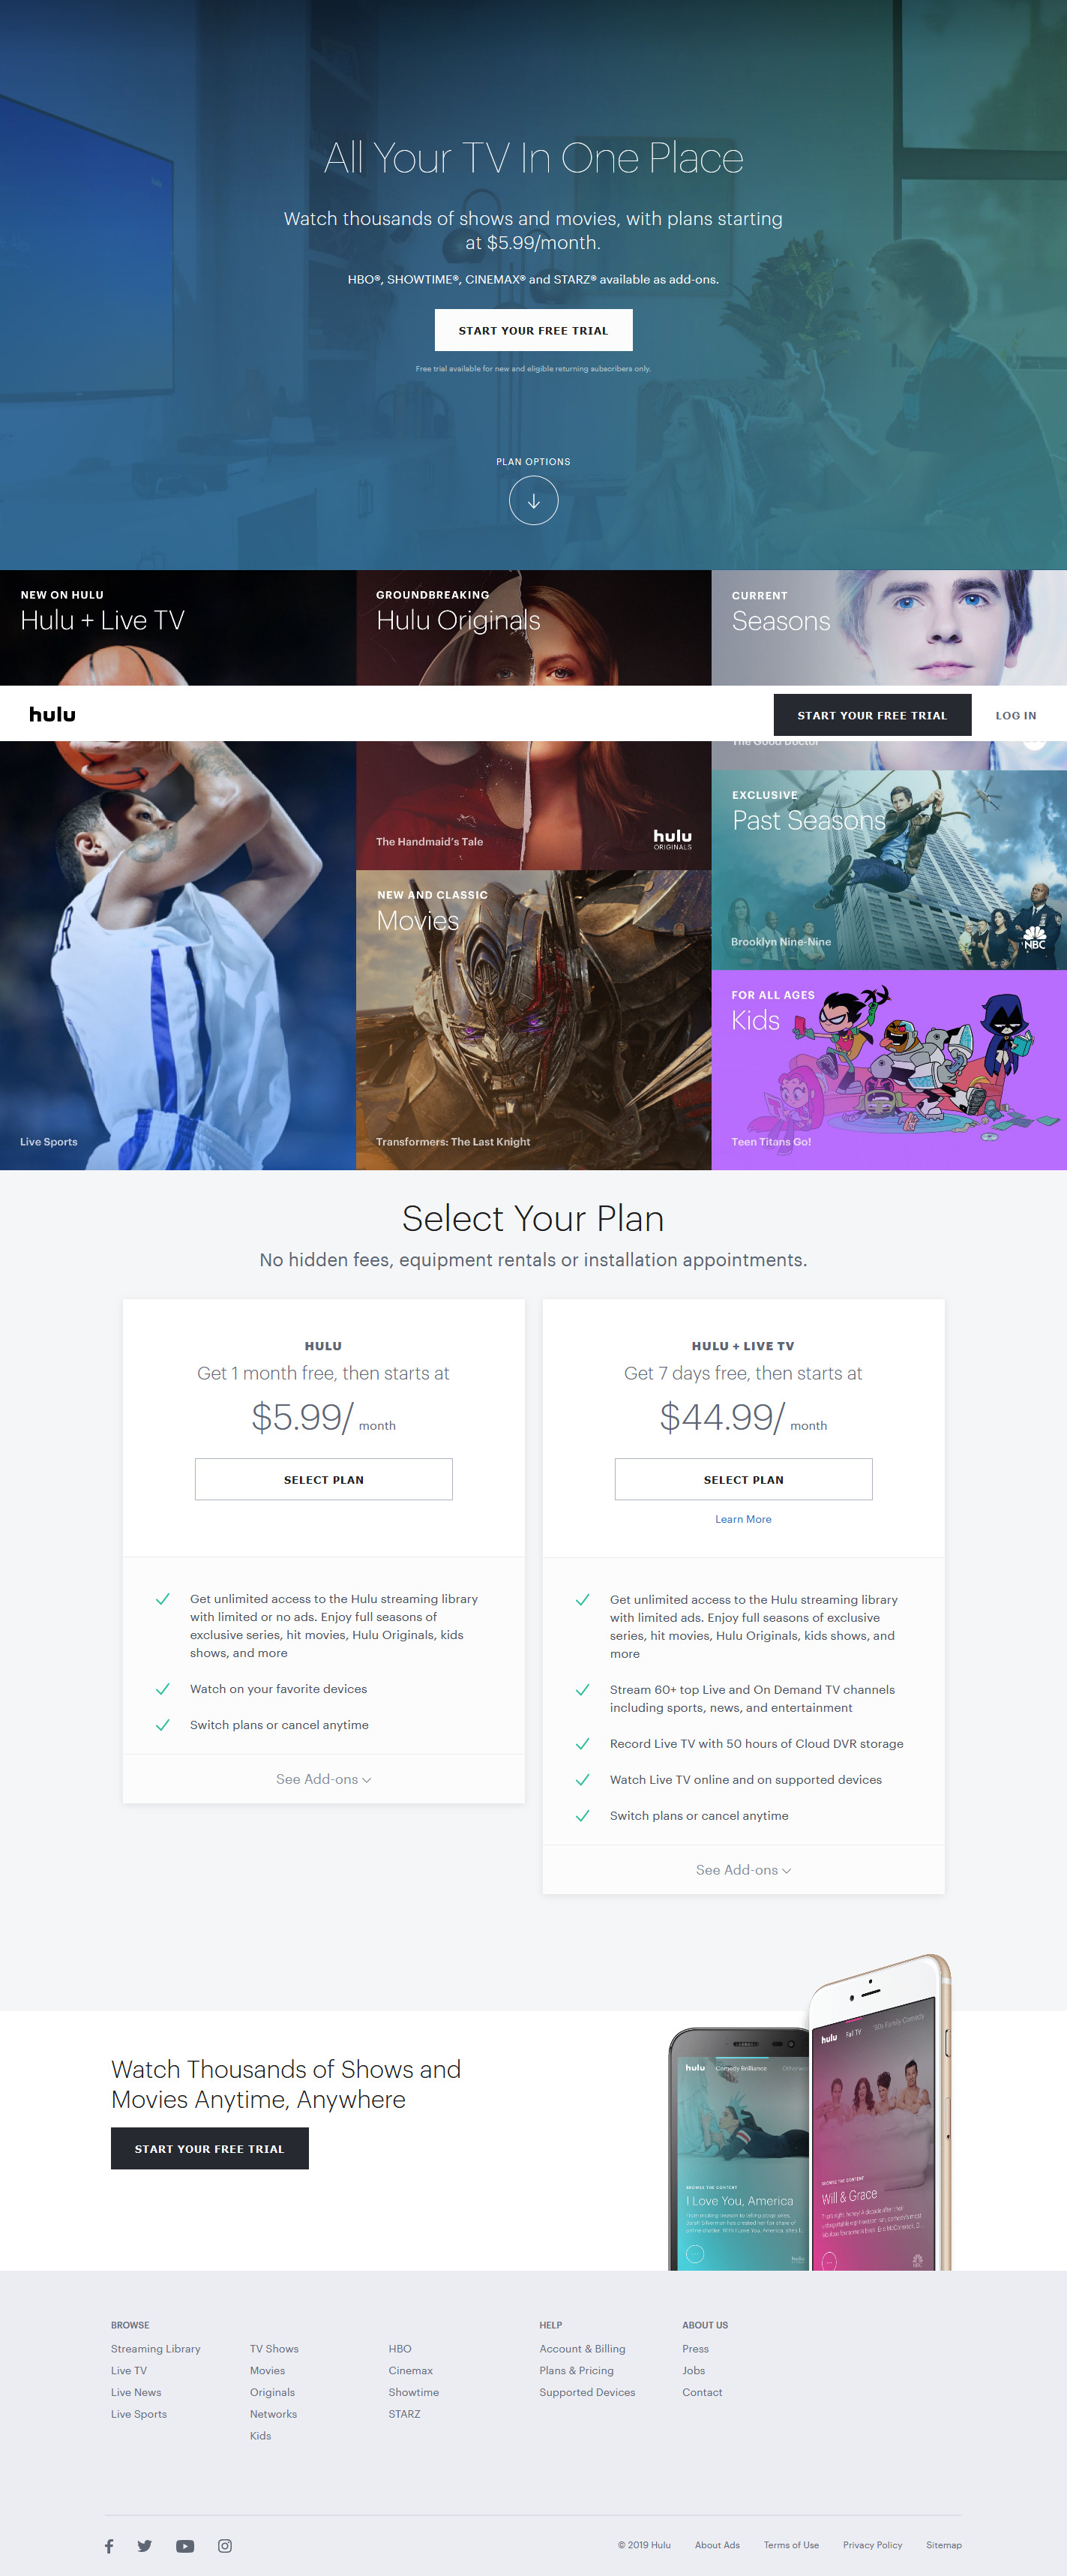 All Your TV In One Place
Watch thousands of shows and movies, with plans starting
at $5.99/month.
HBO®, SHOWTIME®, CINEMAX® and STARZ® available as add-ons.
START YOUR FREE TRIAL
Free trial available for new and eligible returning subscribers only.
PLAN OPTIONS
NEW ON HULU
Hulu + Live TV
GROUNDBREAKING
Hulu Originals
CURRENT
Seasons
hulu
START YOUR FREE TRIAL
LOG IN
The Good Doctor
The Handmaid's Tale
hulu
ORIGINALS
EXCLUSIVE
Past Seasons
Brooklyn Nine-Nine
NBC
NEW AND CLASSIC
Movies
FOR ALL AGES
Kids
Live Sports
Transformers: The Last Knight
Teen Titans Go!
Select Your Plan
No hidden fees, equipment rentals or installation appointments.
HULU
Get 1 month free, then starts at
$5.99/ month
SELECT PLAN
Get unlimited access to the Hulu streaming library
with limited or no ads. Enjoy full seasons of
exclusive series, hit movies, Hulu Originals, kids
shows, and more
Watch on your favorite devices
Switch plans or cancel anytime
See Add-ons
HULU + LIVE TV
Get 7 days free, then starts at
$44.99/ month
SELECT PLAN
Learn More
Get unlimited access to the Hulu streaming library
with limited ads. Enjoy full seasons of exclusive
series, hit movies, Hulu Originals, kids shows, and
more
Stream 60+ top Live and On Demand TV channels
including sports, news, and entertainment
Record Live TV with 50 hours of Cloud DVR storage
Watch Live TV online and on supported devices
Switch plans or cancel anytime
See Add-ons
Watch Thousands of Shows and
Movies Anytime, Anywhere
START YOUR FREE TRIAL
hulu
Comedy Brilliance
BROWSE THE CONTENT
I Love You, America
hulu
Fall TV
'90s Family Comedy
BROWSE THE CONTENT
Will & Grace
NBC
BROWSE
Streaming Library
Live TV
Live News
Live Sports
TV Shows
Movies
Originals
Networks
Kids
HBO
Cinemax
Showtime
STARZ
HELP
Account & Billing
Plans & Pricing
Supported Devices
ABOUT US
Press
Jobs
Contact
© 2019 Hulu
About Ads
Terms of Use
Privacy Policy
Sitemap